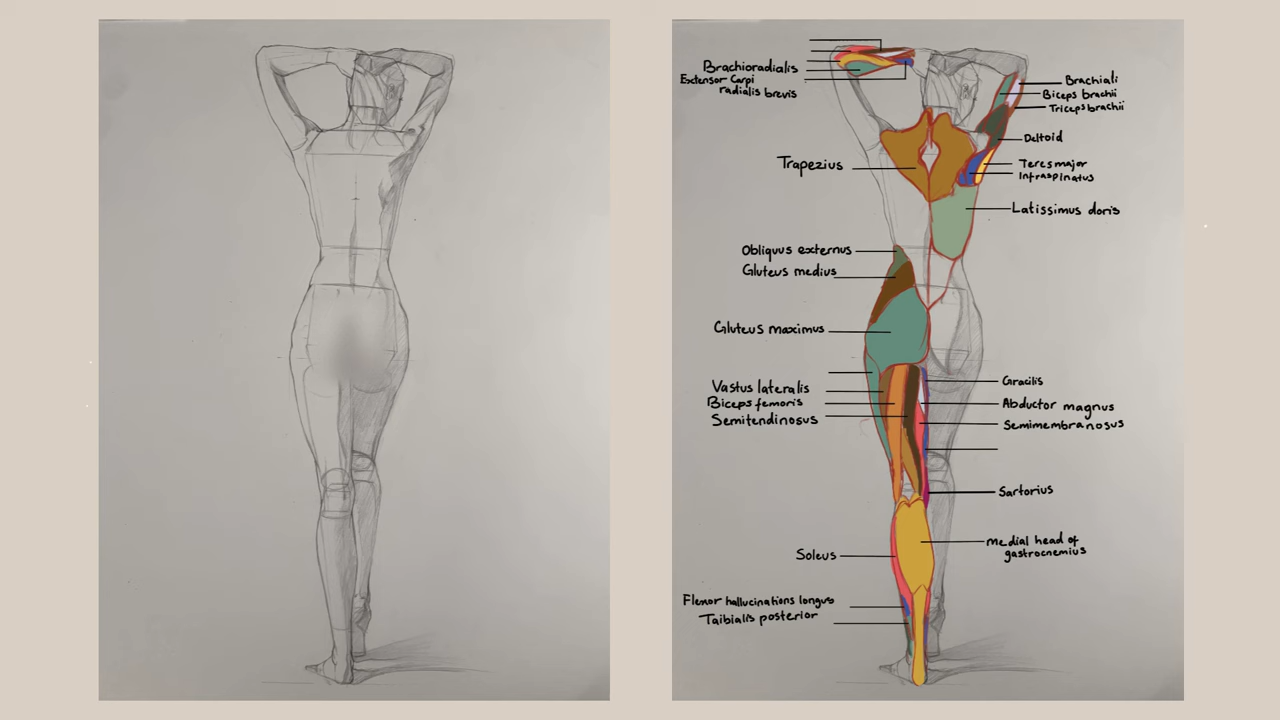 Brachioradialis
Extensor Carpi
radialis brevis
Trapezius
Obliquus externus
Gluteus medius
Gluteus maximus
Vastus lateralis
Biceps femoris
Semitendinosus
Soleus
Flexor hallucinations longus
Taibialis posterior
Brachiali
Biceps brachii
Triceps brachii
Deltoid
Teres major
Infraspinatus
Latissimus doris
Gracilis
Abductor magnus
Semimembranosus
Sartorius
medial head of
gastrocnemius